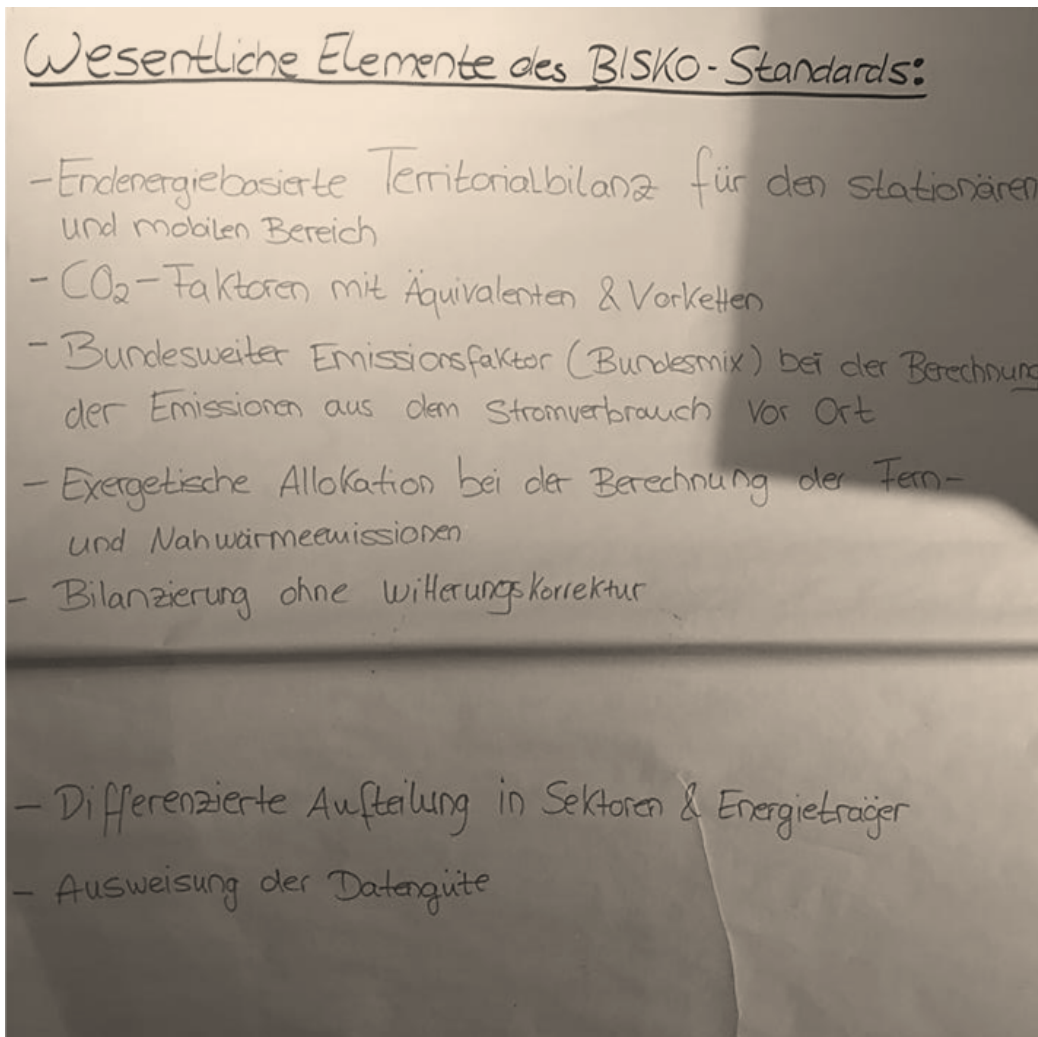 Wesentliche Elemente des BISKO-Standards:
- Endenergiebasierte Territorialbilanz für den stationären
und mobilen Bereich
- CO₂-Faktoren mit Äquivalenten & Vorketten
- Bundesweiter Emissionsfaktor (Bundesmix) bei der Berechnung
der Emissionen aus dem Stromverbrauch vor Ort
- Exergetische Allokation bei der Berechnung der Fern-
und Nahwärmeemissionen
- Bilanzierung ohne Witterungskorrektur
- Differenzierte Aufteilung in Sektoren & Energieträger
- Ausweisung der Datengüte